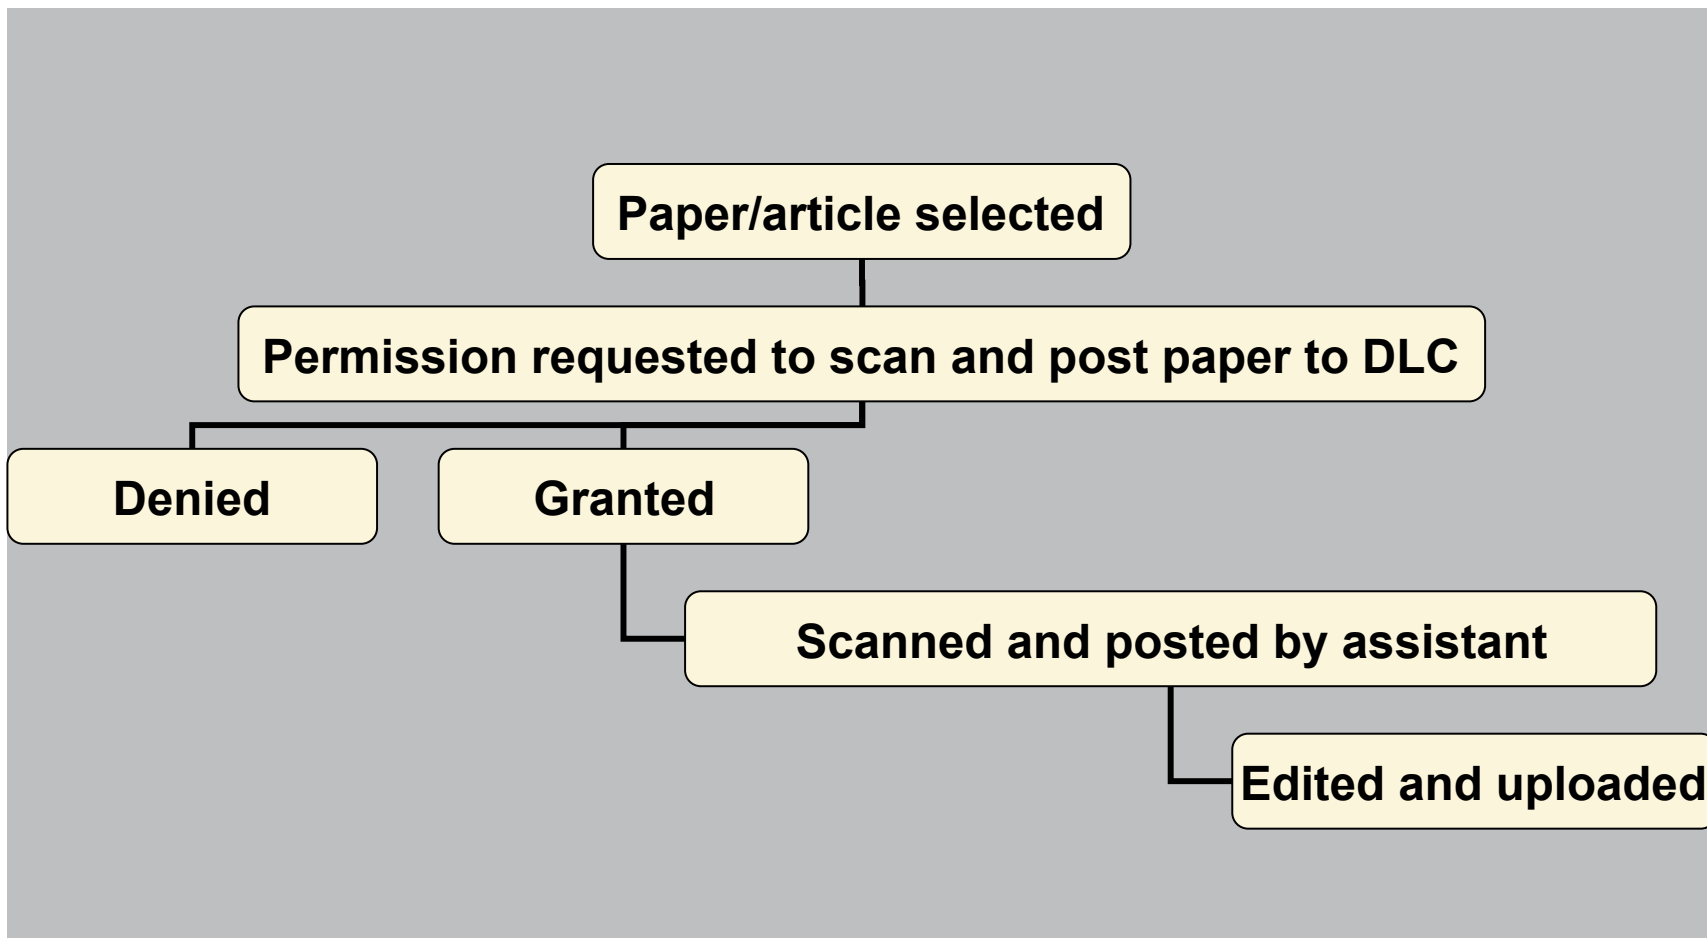 Paper/article selected
Permission requested to scan and post paper to DLC
Denied
Granted
Scanned and posted by assistant
Edited and uploaded